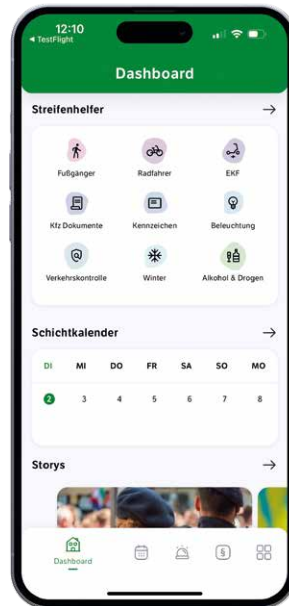 12:10
◀ TestFlight
Dashboard
Streifenhelfer →
Fußgänger Radfahrer EKF
Kfz Dokumente Kennzeichen Beleuchtung
Verkehrskontrolle Winter Alkohol & Drogen
Schichtkalender →
DI MI DO FR SA SO MO
2 3 4 5 6 7 8
Storys →
Dashboard §